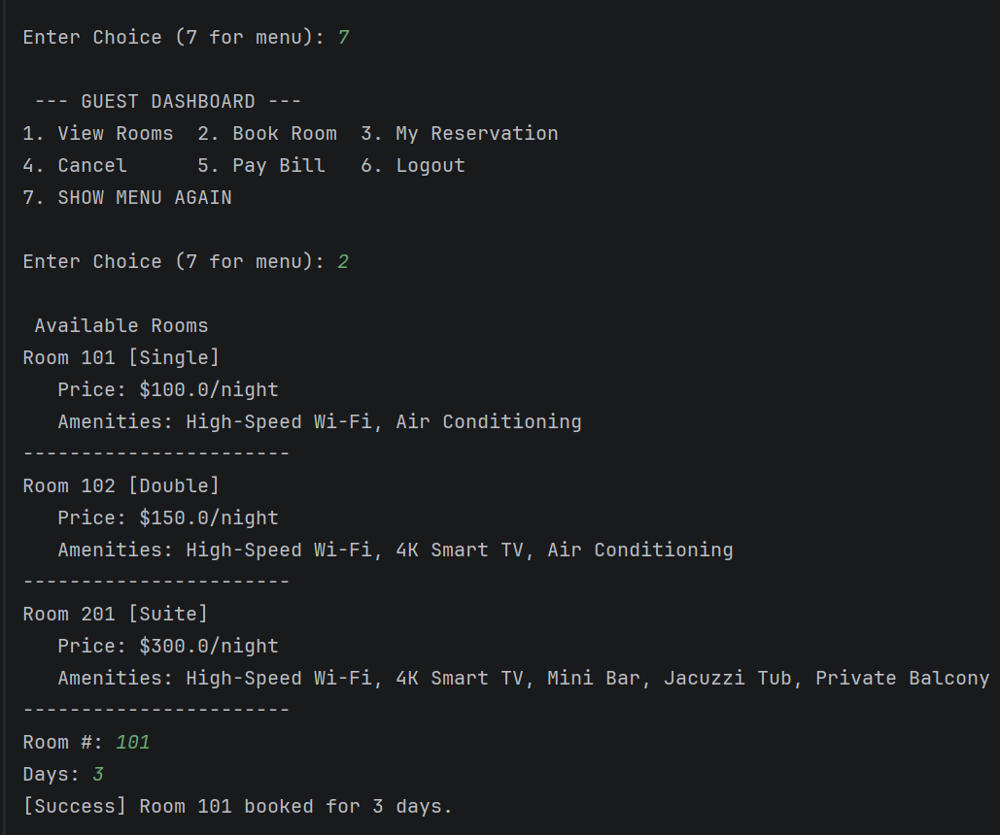 Enter Choice (7 for menu): 7
 --- GUEST DASHBOARD ---
1. View Rooms  2. Book Room  3. My Reservation
4. Cancel      5. Pay Bill   6. Logout
7. SHOW MENU AGAIN
Enter Choice (7 for menu): 2
 Available Rooms
Room 101 [Single]
   Price: $100.0/night
   Amenities: High-Speed Wi-Fi, Air Conditioning
-----------------------
Room 102 [Double]
   Price: $150.0/night
   Amenities: High-Speed Wi-Fi, 4K Smart TV, Air Conditioning
-----------------------
Room 201 [Suite]
   Price: $300.0/night
   Amenities: High-Speed Wi-Fi, 4K Smart TV, Mini Bar, Jacuzzi Tub, Private Balcony
-----------------------
Room #: 101
Days: 3
[Success] Room 101 booked for 3 days.